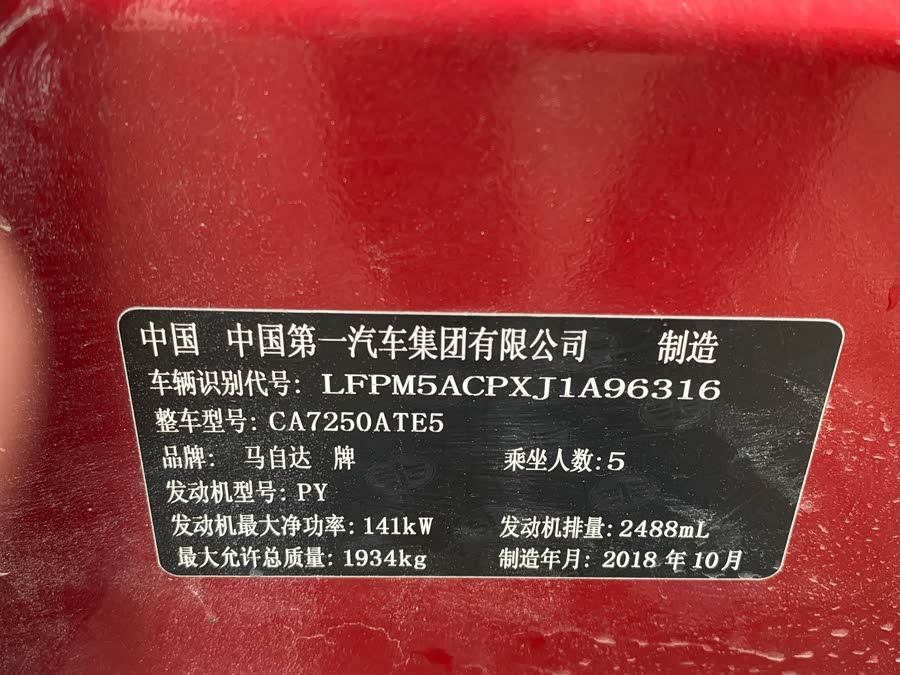 中国 中国第一汽车集团有限公司 制造
车辆识别代号: LFPM5ACPXJ1A96316
整车型号: CA7250ATE5
品牌: 马自达 牌 乘坐人数: 5
发动机型号: PY
发动机最大净功率: 141kW 发动机排量: 2488mL
最大允许总质量: 1934kg 制造年月: 2018 年 10 月